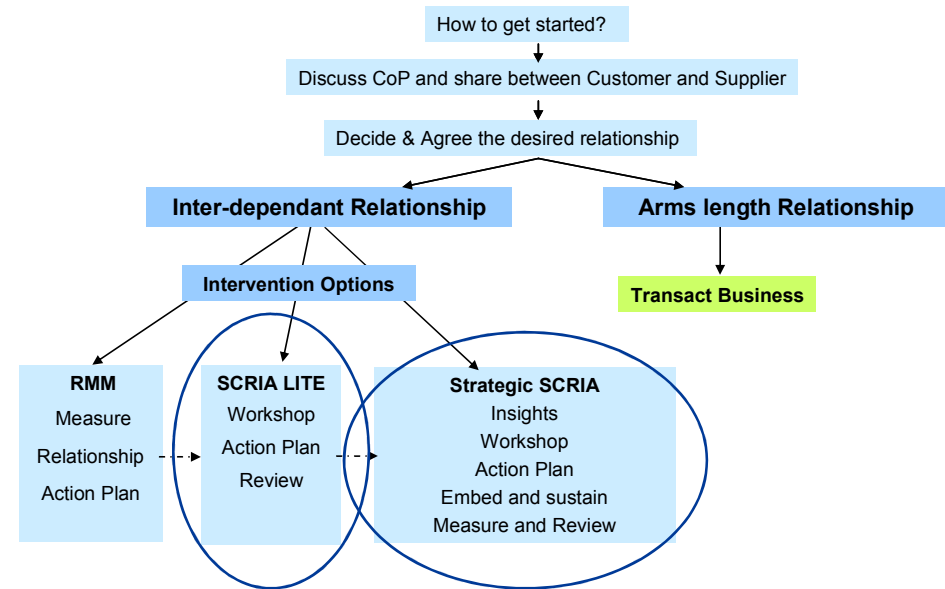 How to get started?
Discuss CoP and share between Customer and Supplier
Decide & Agree the desired relationship
Inter-dependant Relationship
Arms length Relationship
Intervention Options
Transact Business
RMM
Measure
Relationship
Action Plan
SCRIA LITE
Workshop
Action Plan
Review
Strategic SCRIA
Insights
Workshop
Action Plan
Embed and sustain
Measure and Review